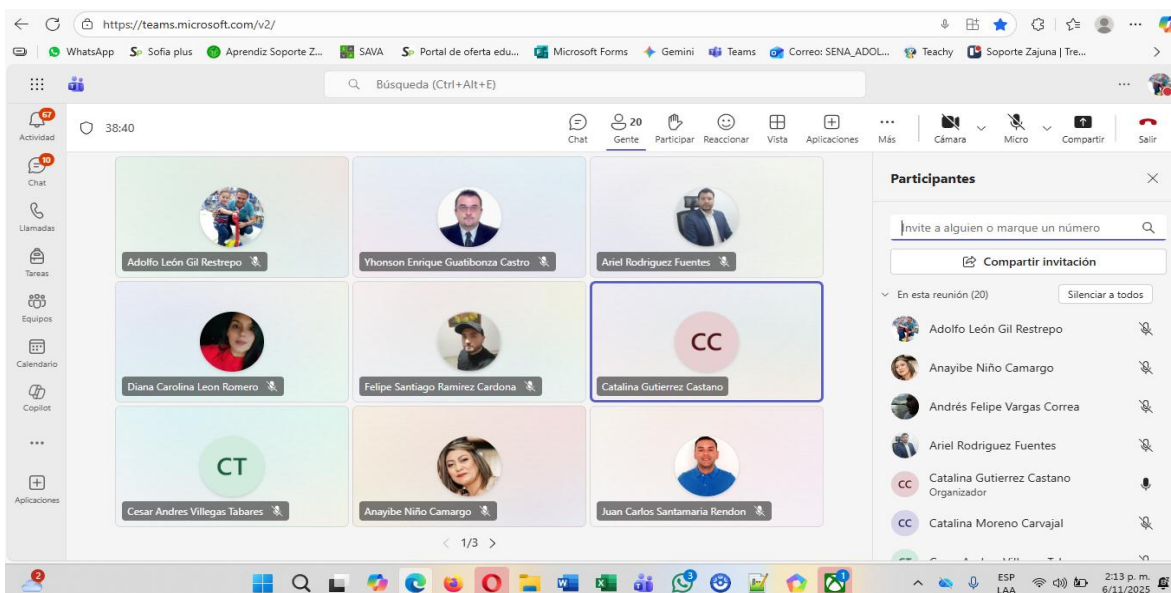 https://teams.microsoft.com/v2/
WhatsApp Sofia plus Aprendiz Soporte Z... SAVA Portal de oferta edu... Microsoft Forms Gemini Teams Correo: SENA_ADOL... Teachy Soporte Zajuna | Tre...
Búsqueda (Ctrl+Alt+E)
67
Actividad
10
Chat
Llamadas
Tareas
Equipos
Calendario
Copilot
Aplicaciones
38:40
Chat
20
Gente
Participar
Reaccionar
Vista
Aplicaciones
Más
Cámara
Micro
Compartir
Salir
Adolfo León Gil Restrepo
Yhonson Enrique Guatibonza Castro
Ariel Rodriguez Fuentes
Diana Carolina Leon Romero
Felipe Santiago Ramirez Cardona
CC
Catalina Gutierrez Castano
CT
Cesar Andres Villegas Tabares
Anayibe Niño Camargo
Juan Carlos Santamaria Rendon
1/3
Participantes
Invite a alguien o marque un número
Compartir invitación
En esta reunión (20)
Silenciar a todos
Adolfo León Gil Restrepo
Anayibe Niño Camargo
Andrés Felipe Vargas Correa
Ariel Rodriguez Fuentes
CC Catalina Gutierrez Castano
Organizador
CC Catalina Moreno Carvajal
2
3
1
ESP
LAA
2:13 p. m.
6/11/2025